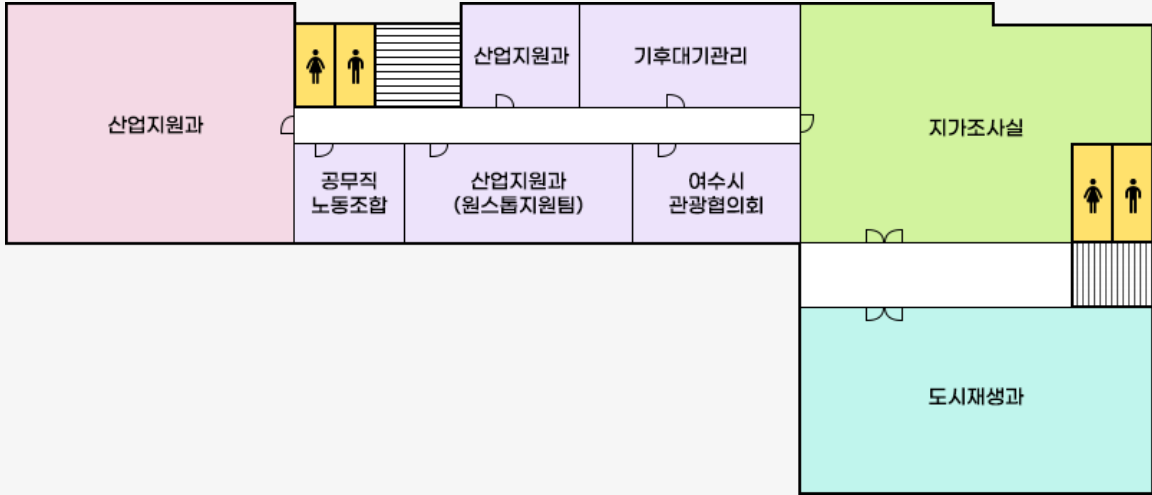 산업지원과
산업지원과
기후대기관리
지가조사실
공무직
노동조합
산업지원과
(원스톱지원팀)
여수시
관광협의회
도시재생과